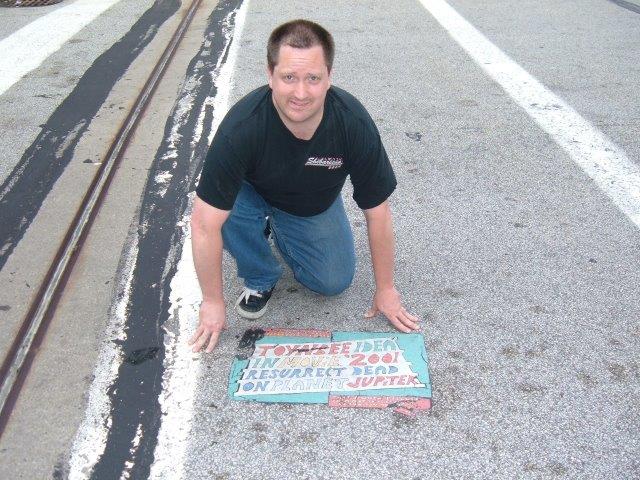 TOYNBEE IDEA
IN MOViE '2001
RESURRECT DEAD
ON PLANET JUPiTER